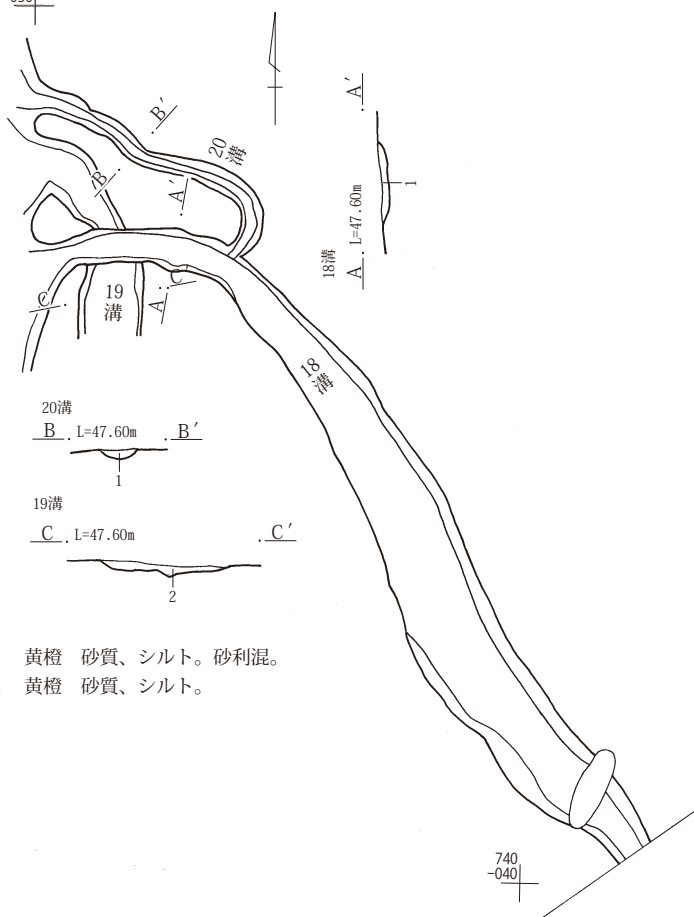 B′
20
溝
A′
B
A′
1
L=47.60m
18溝
A
19
溝
C
A
C
18
溝
20溝
B . L=47.60m . B′
1
19溝
C . L=47.60m . C′
2
黄橙 砂質、シルト。砂利混。
黄橙 砂質、シルト。
740
-040